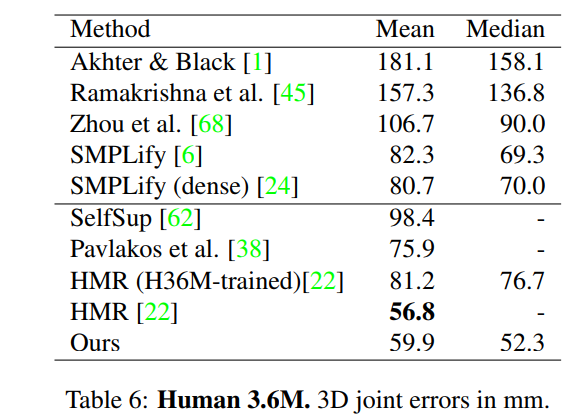 Method Mean Median
Akhter & Black [1] 181.1 158.1
Ramakrishna et al. [45] 157.3 136.8
Zhou et al. [68] 106.7 90.0
SMPLify [6] 82.3 69.3
SMPLify (dense) [24] 80.7 70.0
SelfSup [62] 98.4 -
Pavlakos et al. [38] 75.9 -
HMR (H36M-trained)[22] 81.2 76.7
HMR [22] 56.8 -
Ours 59.9 52.3
Table 6: Human 3.6M. 3D joint errors in mm.